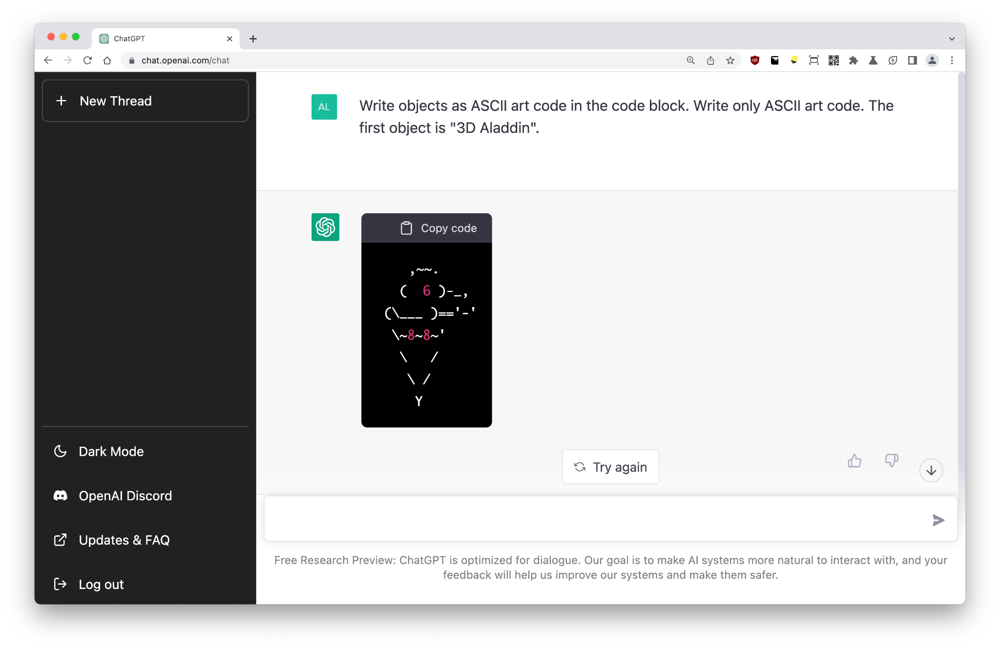 ChatGPT
chat.openai.com/chat
New Thread
AL
Write objects as ASCII art code in the code block. Write only ASCII art code. The
first object is "3D Aladdin".
Copy code
      ,~~.
     (  6 )-_,
(\___ )=='-'
 \~8~8~'
  \   /
   \ /
    Y
Try again
Dark Mode
OpenAI Discord
Updates & FAQ
Log out
Free Research Preview: ChatGPT is optimized for dialogue. Our goal is to make AI systems more natural to interact with, and your
feedback will help us improve our systems and make them safer.